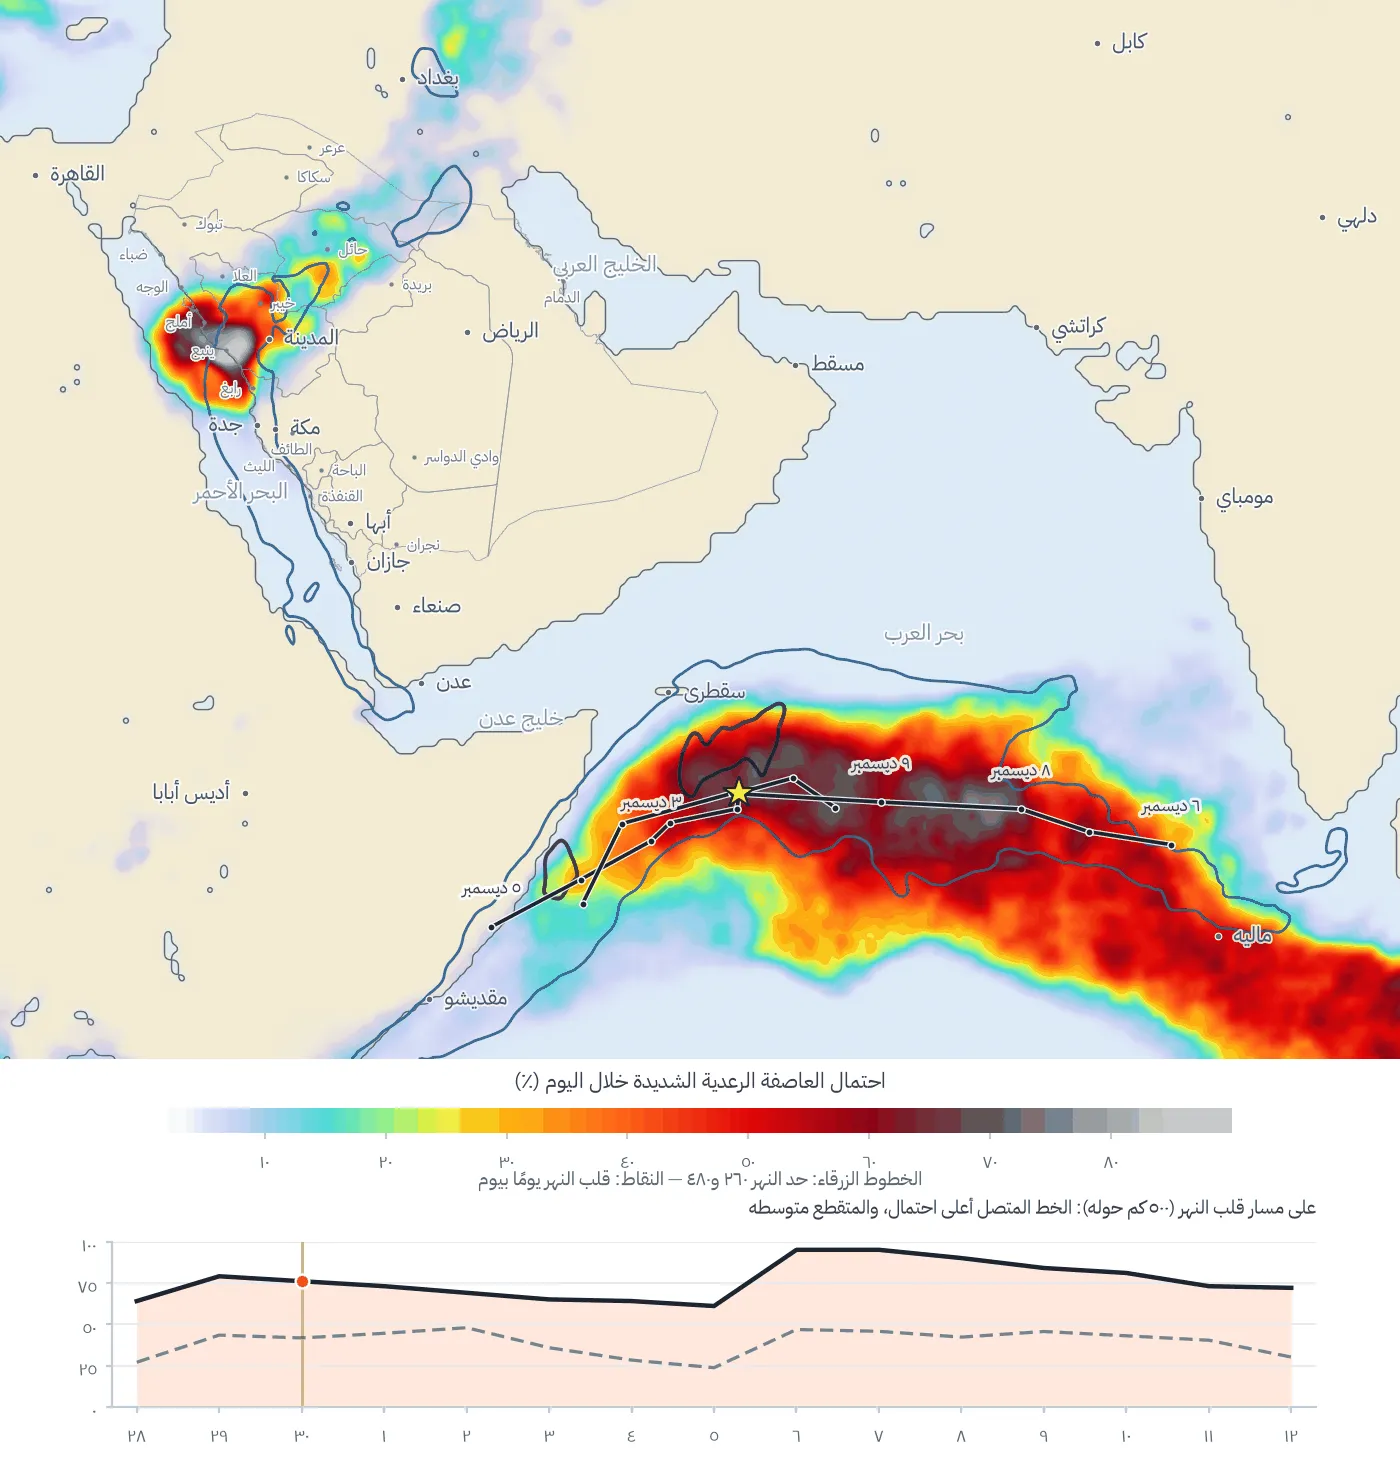 كابل
بغداد
عرعر
القاهرة
سكاكا
دلهي
تبوك
حائل
ضباء
الخليج العربي
العلا
بريدة
الوجه
الدمام
خيبر
أملج
كراتشي
الرياض
المدينة
ينبع
مسقط
رابغ
جدة
مكة
الطائف
وادي الدواسر
الليث
الباحة
البحر الأحمر
القنفذة
مومباي
أبها
نجران
جازان
صنعاء
بحر العرب
عدن
سقطرى
خليج عدن
٩ ديسمبر
٨ ديسمبر
أديس أبابا
٣ ديسمبر
٦ ديسمبر
٥ ديسمبر
ماليه
مقديشو
احتمال العاصفة الرعدية الشديدة خلال اليوم (٪)
١٠ ٢٠ ٣٠ ٤٠ ٥٠ ٦٠ ٧٠ ٨٠
الخطوط الزرقاء: حد النهر ٢٦٠ و٤٨٠ — النقاط: قلب النهر يومًا بيوم
على مسار قلب النهر (٥٠٠ كم حوله): الخط المتصل أعلى احتمال، والمتقطع متوسطه
١٠٠
٧٥
٥٠
٢٥
٠
٢٨ ٢٩ ٣٠ ١ ٢ ٣ ٤ ٥ ٦ ٧ ٨ ٩ ١٠ ١١ ١٢